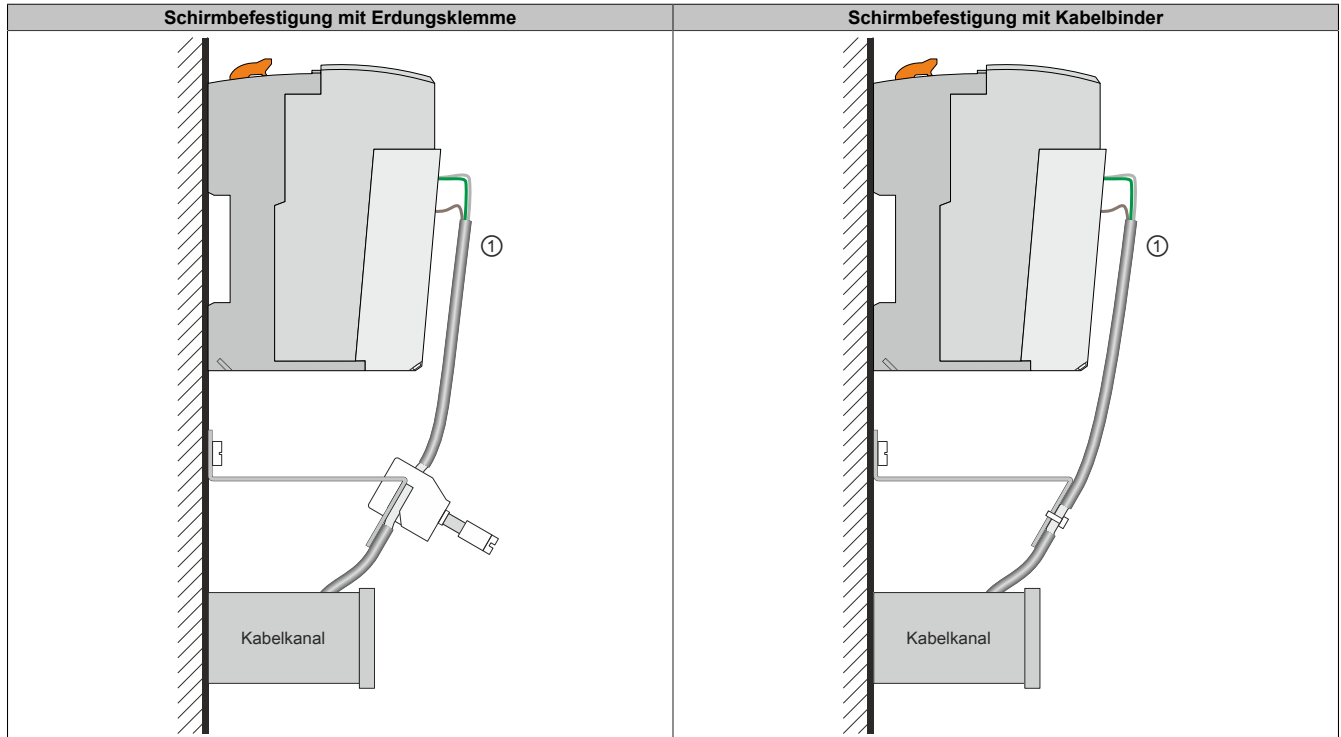 Schirmbefestigung mit Erdungsklemme
Schirmbefestigung mit Kabelbinder
①
①
Kabelkanal
Kabelkanal